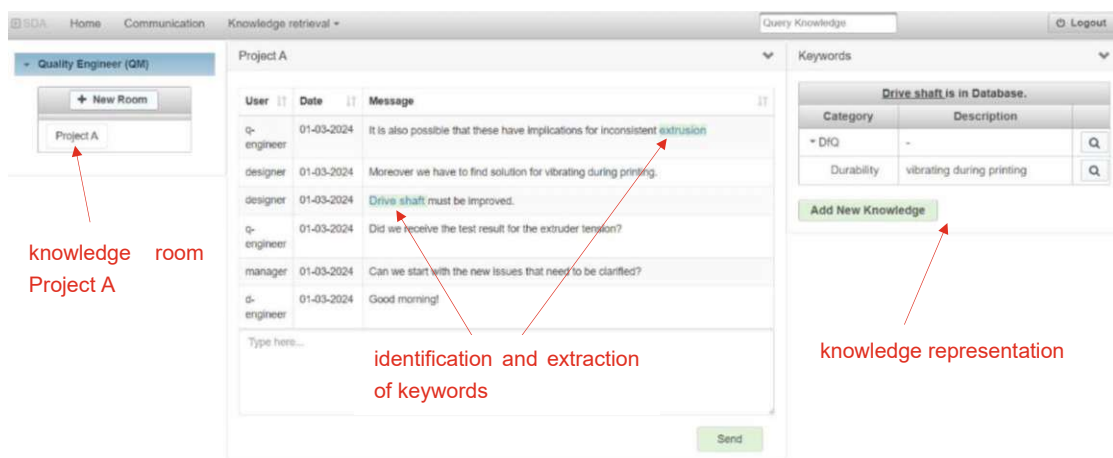 SDA Home Communication Knowledge retrieval Query Knowledge Logout
Quality Engineer (QM)
+ New Room
Project A
knowledge room
Project A
Project A
User Date Message
q-engineer 01-03-2024 It is also possible that these have implications for inconsistent extrusion
designer 01-03-2024 Moreover we have to find solution for vibrating during printing.
designer 01-03-2024 Drive shaft must be improved.
q-engineer 01-03-2024 Did we receive the test result for the extruder tension?
manager 01-03-2024 Can we start with the new issues that need to be clarified?
d-engineer 01-03-2024 Good morning!
Type here...
identification and extraction
of keywords
Send
Keywords
Drive shaft is in Database.
Category Description
DfQ -
Durability vibrating during printing
Add New Knowledge
knowledge representation